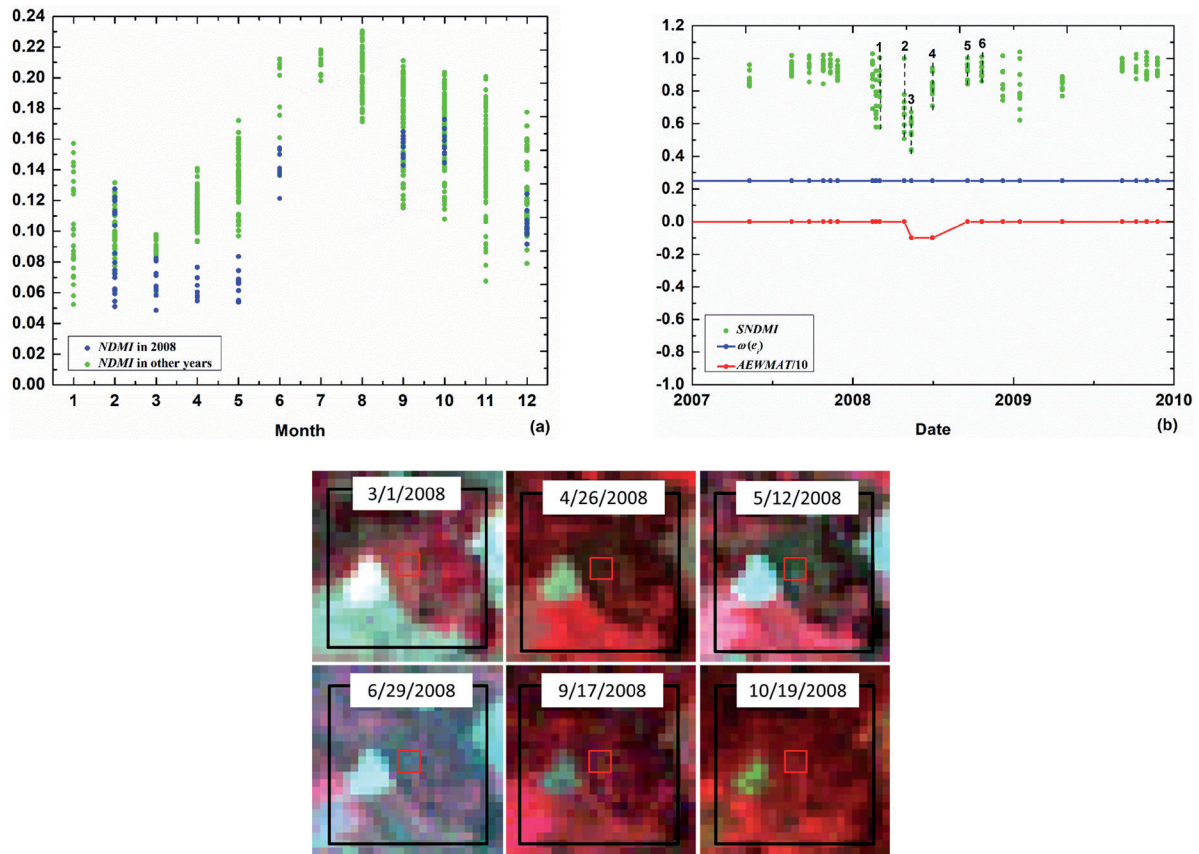 0.24
0.22
0.20
0.18
0.16
0.14
0.12
0.10
0.08
0.06
0.04
0.02
0.00
1 2 3 4 5 6 7 8 9 10 11 12
NDMI in 2008
NDMI in other years
Month
(a)
1.2
1.0
0.8
0.6
0.4
0.2
0.0
-0.2
-0.4
-0.6
-0.8
-1.0
1 2 3 4 5 6
SNDMI
ω(eᵢ)
AEWMAT/10
2007 2008 2009 2010
Date
(b)
3/1/2008 4/26/2008 5/12/2008
6/29/2008 9/17/2008 10/19/2008